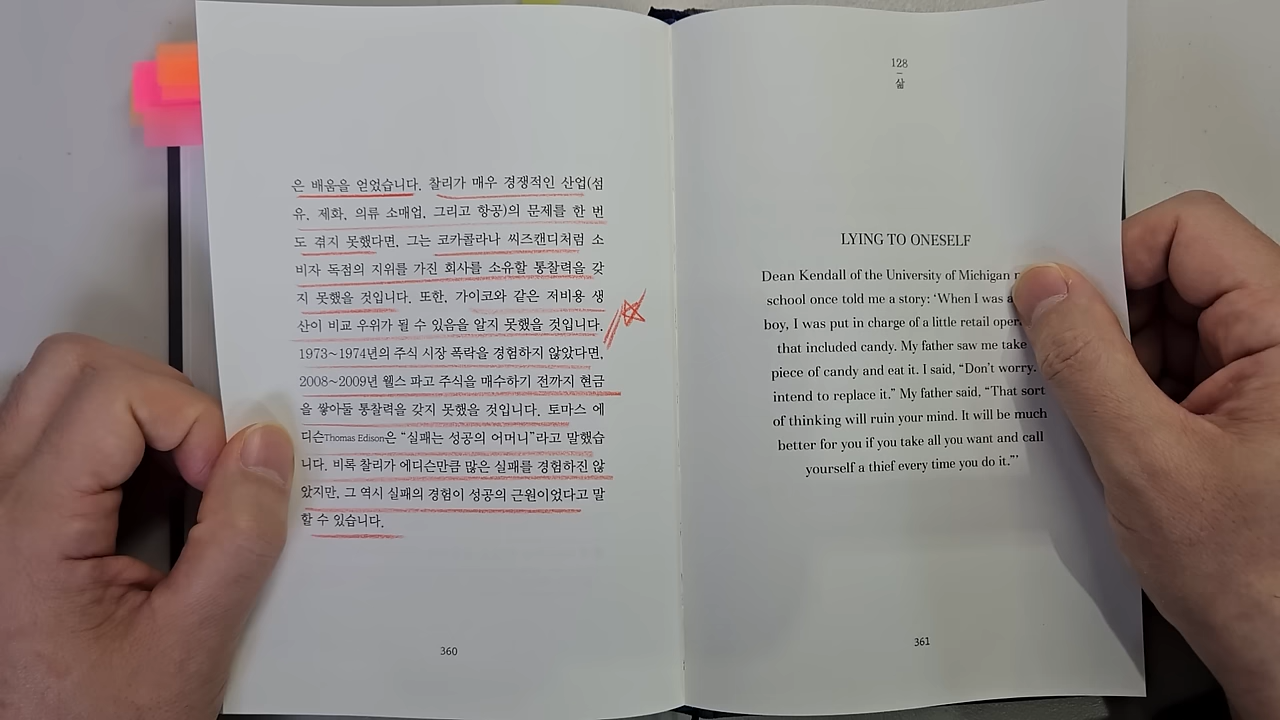 은 배움을 얻었습니다. 찰리가 매우 경쟁적인 산업(섬
유, 제화, 의류 소매업, 그리고 항공)의 문제를 한 번
도 겪지 못했다면, 그는 코카콜라나 씨즈캔디처럼 소
비자 독점의 지위를 가진 회사를 소유할 통찰력을 갖
지 못했을 것입니다. 또한, 가이코와 같은 저비용 생
산이 비교 우위가 될 수 있음을 알지 못했을 것입니다.
1973~1974년의 주식 시장 폭락을 경험하지 않았다면,
2008~2009년 웰스 파고 주식을 매수하기 전까지 현금
을 쌓아둘 통찰력을 갖지 못했을 것입니다. 토마스 에
디슨Thomas Edison은 “실패는 성공의 어머니”라고 말했습
니다. 비록 찰리가 에디슨만큼 많은 실패를 경험하진 않
았지만, 그 역시 실패의 경험이 성공의 근원이었다고 말
할 수 있습니다.
360
128
삶
LYING TO ONESELF
Dean Kendall of the University of Michigan
school once told me a story: ‘When I was a
boy, I was put in charge of a little retail
that included candy. My father saw me take
piece of candy and eat it. I said, “Don’t worry.
intend to replace it.” My father said, “That sort
of thinking will ruin your mind. It will be much
better for you if you take all you want and call
yourself a thief every time you do it.”’
361